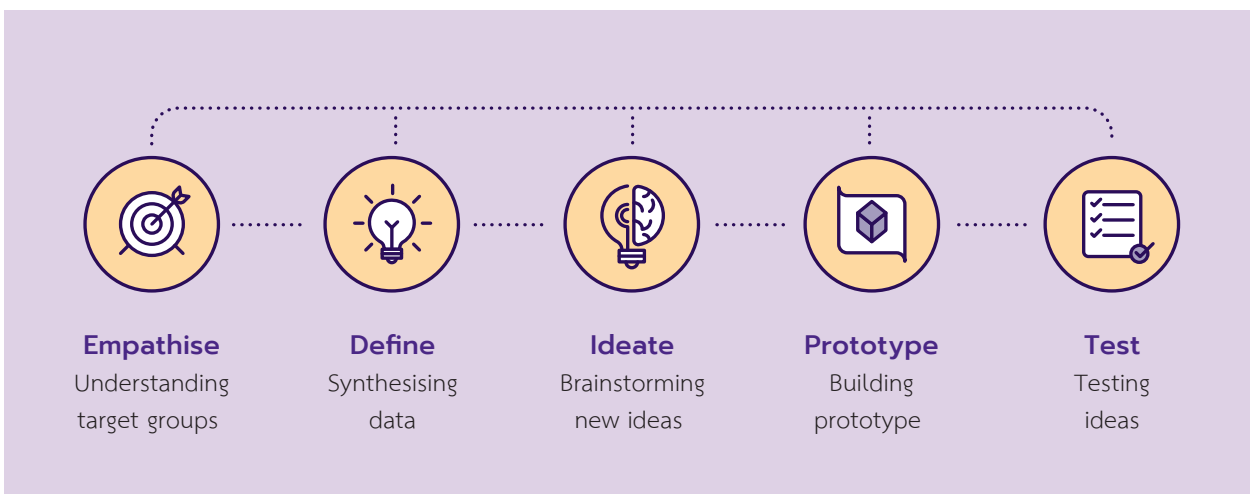 Empathise
Understanding
target groups
Define
Synthesising
data
Ideate
Brainstorming
new ideas
Prototype
Building
prototype
Test
Testing
ideas